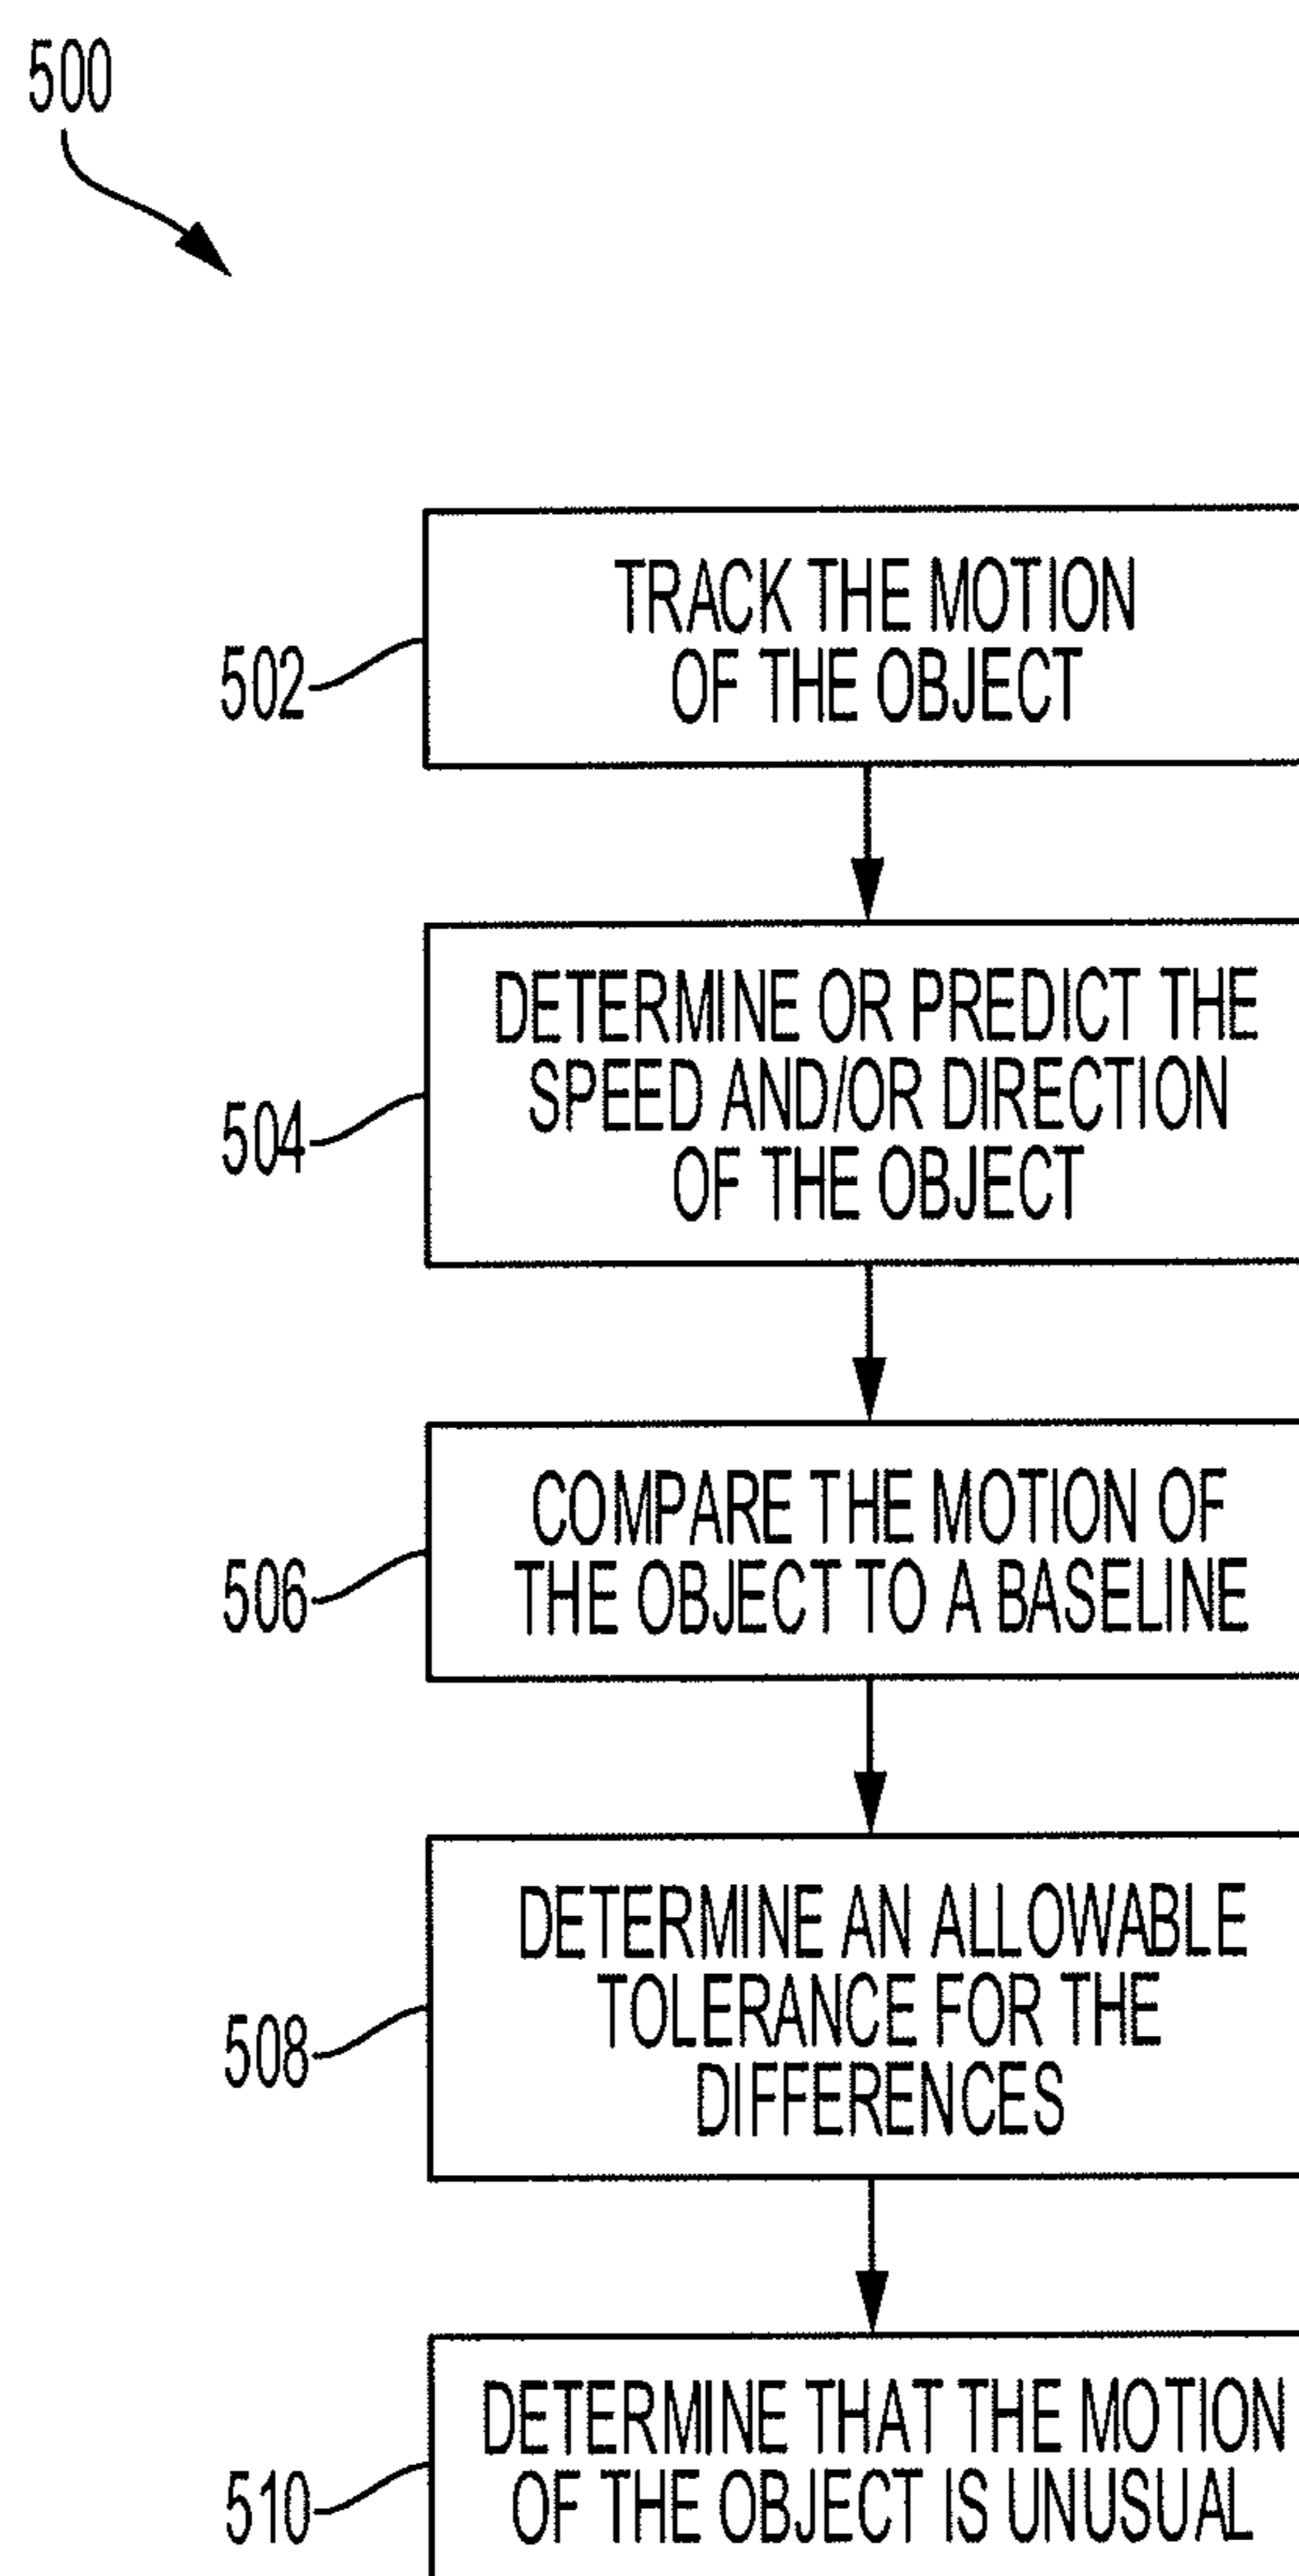 500
TRACK THE MOTION
OF THE OBJECT
502
DETERMINE OR PREDICT THE
SPEED AND/OR DIRECTION
OF THE OBJECT
504
COMPARE THE MOTION OF
THE OBJECT TO A BASELINE
506
DETERMINE AN ALLOWABLE
TOLERANCE FOR THE
DIFFERENCES
508
DETERMINE THAT THE MOTION
OF THE OBJECT IS UNUSUAL
510